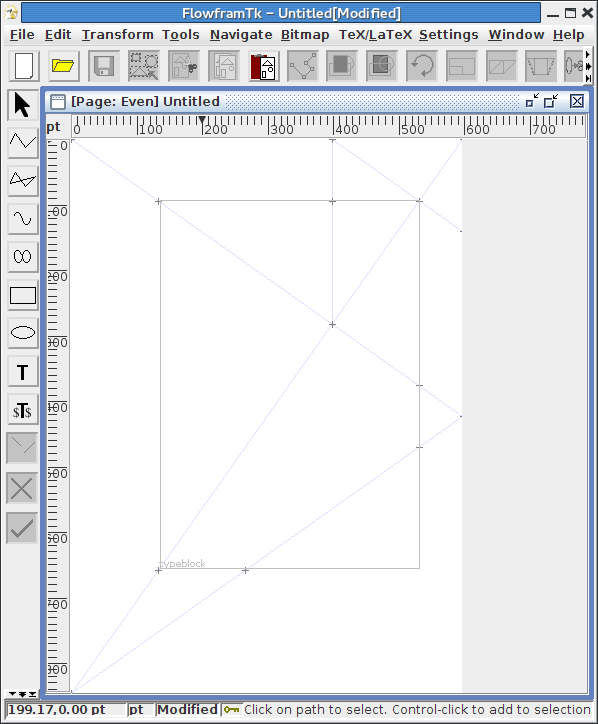 FlowframTk - Untitled[Modified]
File Edit Transform Tools Navigate Bitmap TeX/LaTeX Settings Window Help
[Page: Even] Untitled
pt 0 100 200 300 400 500 600 700
0
100
200
300
400
500
600
700
800
T
$T$
typeblock
199.17,0.00 pt pt Modified Click on path to select. Control-click to add to selection